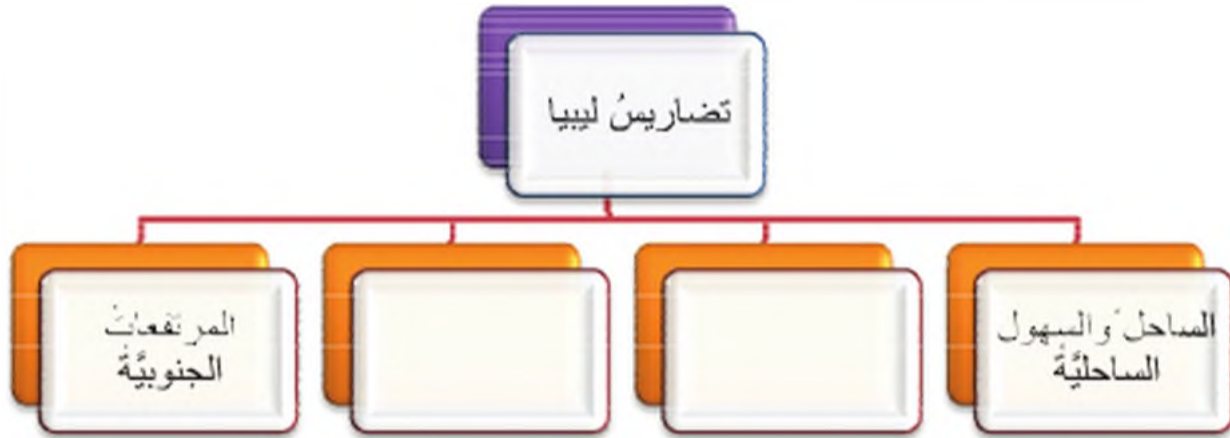 تضاريسُ ليبيا
الساحلُ والسهول
الساحليَّةُ
المرتفعاتُ
الجنوبيَّةُ